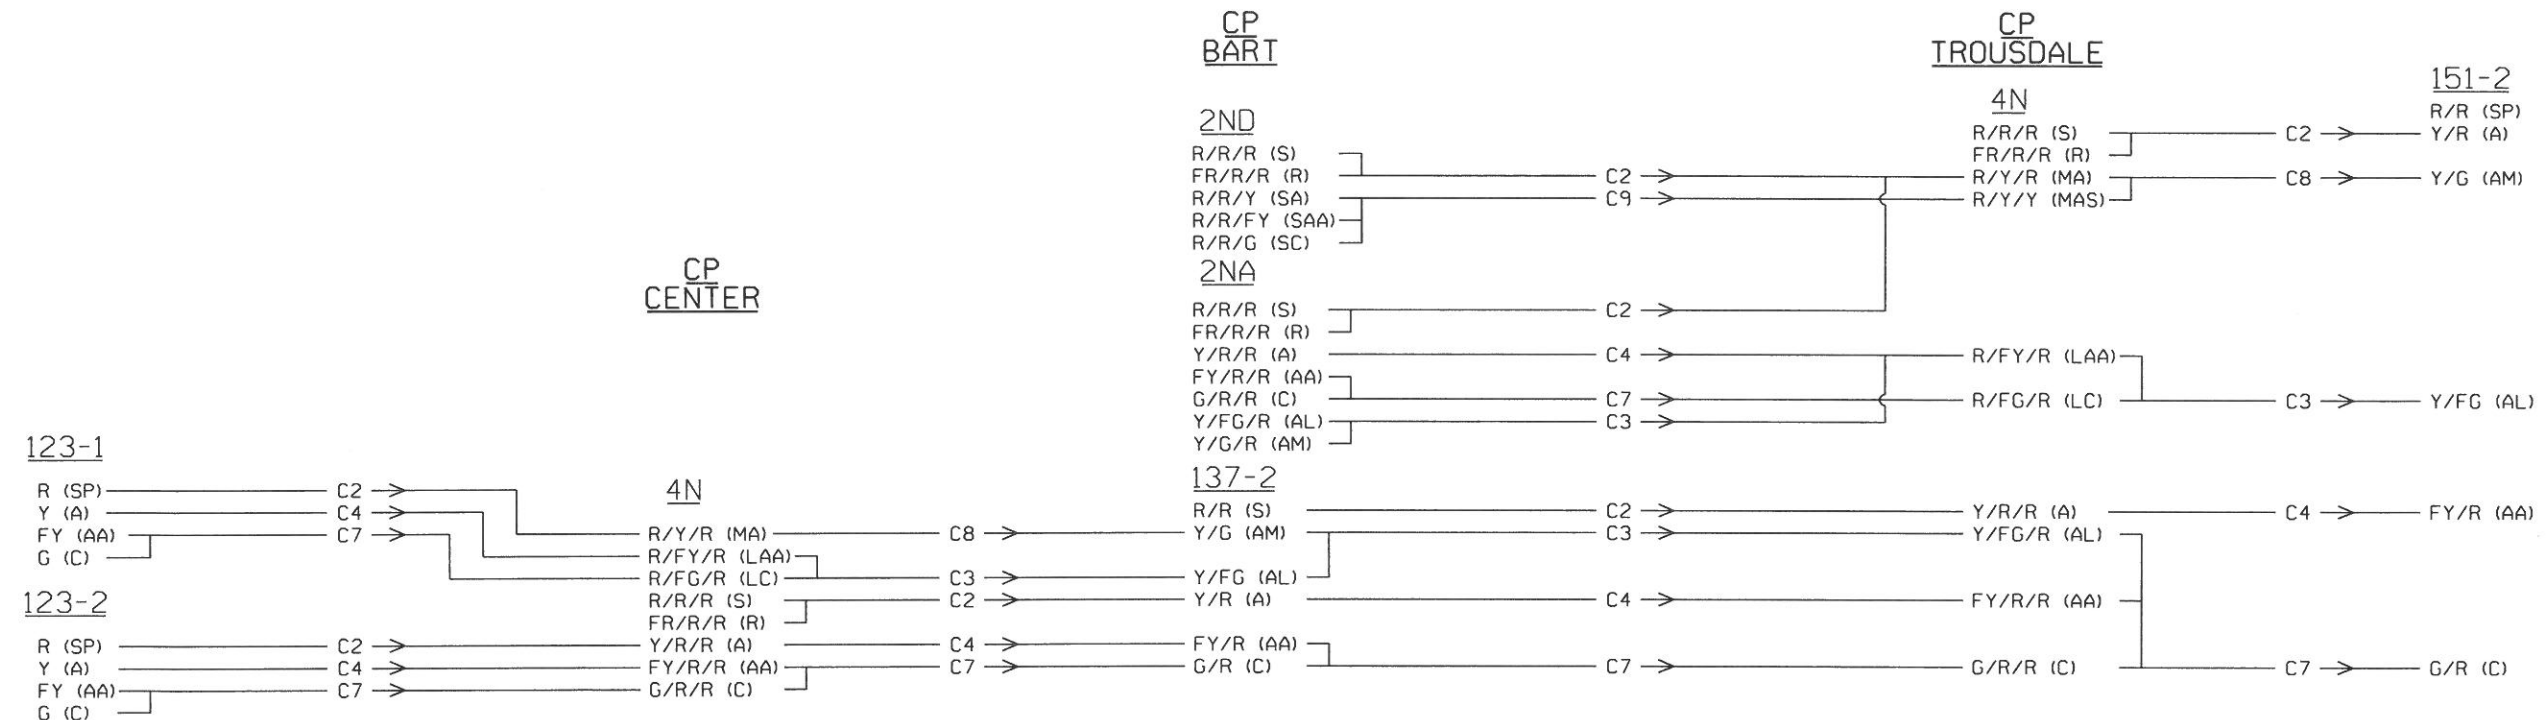 CP
BART
2ND
R/R/R (S)
FR/R/R (R)
R/R/Y (SA)
R/R/FY (SAA)
R/R/G (SC)
C2
C9
2NA
R/R/R (S)
FR/R/R (R)
Y/R/R (A)
FY/R/R (AA)
G/R/R (C)
Y/FG/R (AL)
Y/G/R (AM)
C2
C4
C7
C3
CP
TROUSDALE
4N
R/R/R (S)
FR/R/R (R)
R/Y/R (MA)
R/Y/Y (MAS)
R/FY/R (LAA)
R/FG/R (LC)
C2
C8
C3
151-2
R/R (SP)
Y/R (A)
Y/G (AM)
Y/FG (AL)
CP
CENTER
123-1
R (SP)
Y (A)
FY (AA)
G (C)
C2
C4
C7
123-2
R (SP)
Y (A)
FY (AA)
G (C)
C2
C4
C7
4N
R/Y/R (MA)
R/FY/R (LAA)
R/FG/R (LC)
R/R/R (S)
FR/R/R (R)
Y/R/R (A)
FY/R/R (AA)
G/R/R (C)
C8
C3
C2
C4
C7
137-2
R/R (S)
Y/G (AM)
Y/FG (AL)
Y/R (A)
FY/R (AA)
G/R (C)
C2
C3
C4
C7
Y/R/R (A)
Y/FG/R (AL)
FY/R/R (AA)
G/R/R (C)
C4
C7
FY/R (AA)
G/R (C)